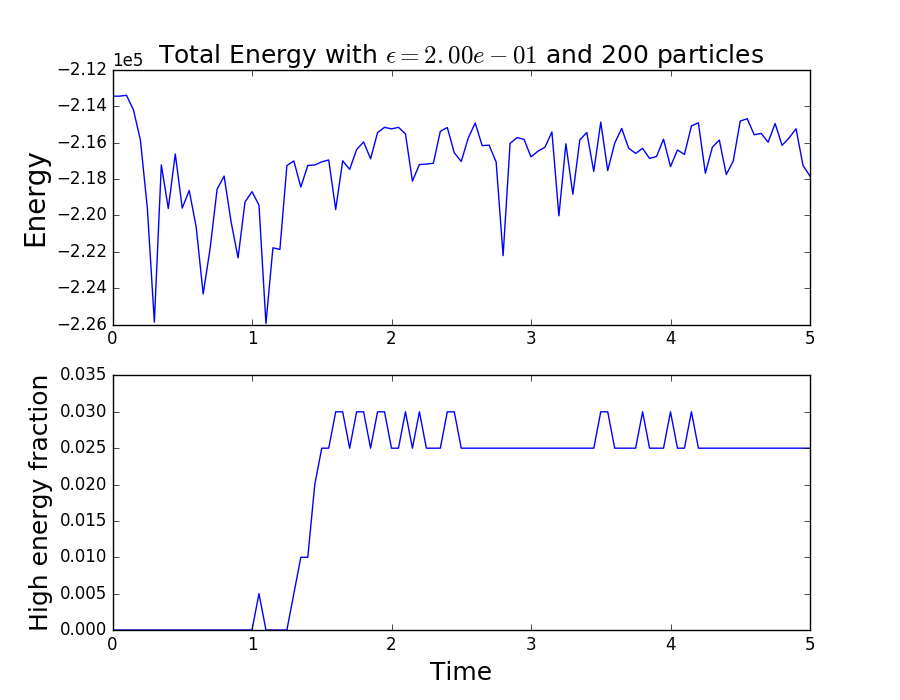 Total Energy with ϵ = 2.00e − 01 and 200 particles
1e5
−2.12
−2.14
−2.16
−2.18
−2.20
−2.22
−2.24
−2.26
Energy
0 1 2 3 4 5
0.035
0.030
0.025
0.020
0.015
0.010
0.005
0.000
High energy fraction
0 1 2 3 4 5
Time